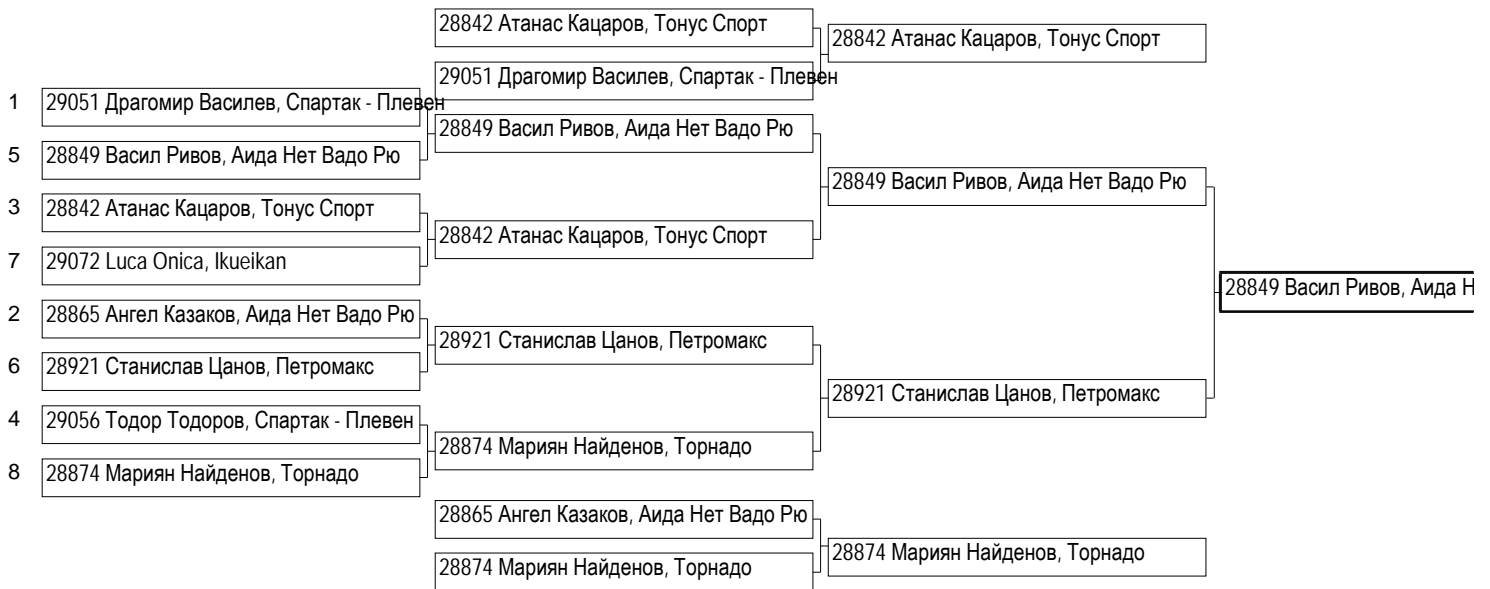 28842 Атанас Кацаров, Тонус Спорт
28842 Атанас Кацаров, Тонус Спорт
29051 Драгомир Василев, Спартак - Плевен
1 29051 Драгомир Василев, Спартак - Плевен
28849 Васил Ривов, Аида Нет Вадо Рю
5 28849 Васил Ривов, Аида Нет Вадо Рю
28849 Васил Ривов, Аида Нет Вадо Рю
3 28842 Атанас Кацаров, Тонус Спорт
28842 Атанас Кацаров, Тонус Спорт
7 29072 Luca Onica, Ikueikan
28849 Васил Ривов, Аида Н
2 28865 Ангел Казаков, Аида Нет Вадо Рю
28921 Станислав Цанов, Петромакс
6 28921 Станислав Цанов, Петромакс
28921 Станислав Цанов, Петромакс
4 29056 Тодор Тодоров, Спартак - Плевен
28874 Мариян Найденов, Торнадо
8 28874 Мариян Найденов, Торнадо
28865 Ангел Казаков, Аида Нет Вадо Рю
28874 Мариян Найденов, Торнадо
28874 Мариян Найденов, Торнадо